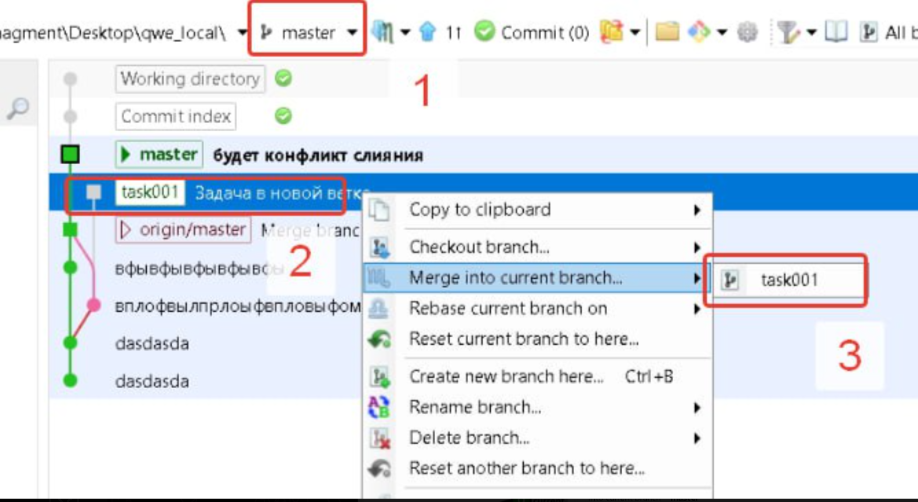 agment\Desktop\qwe_local\ master 11 Commit (0) All b
1
Working directory
Commit index
master будет конфликт слияния
task001 Задача в новой ветке
Copy to clipboard
origin/master Merge branc
2
Checkout branch...
вфывфывфывфывфы
Merge into current branch... task001
вплофвылпрлоыфвпловыфом
Rebase current branch on
dasdasda
Reset current branch to here...
3
dasdasda
Create new branch here... Ctrl+B
Rename branch...
Delete branch...
Reset another branch to here...